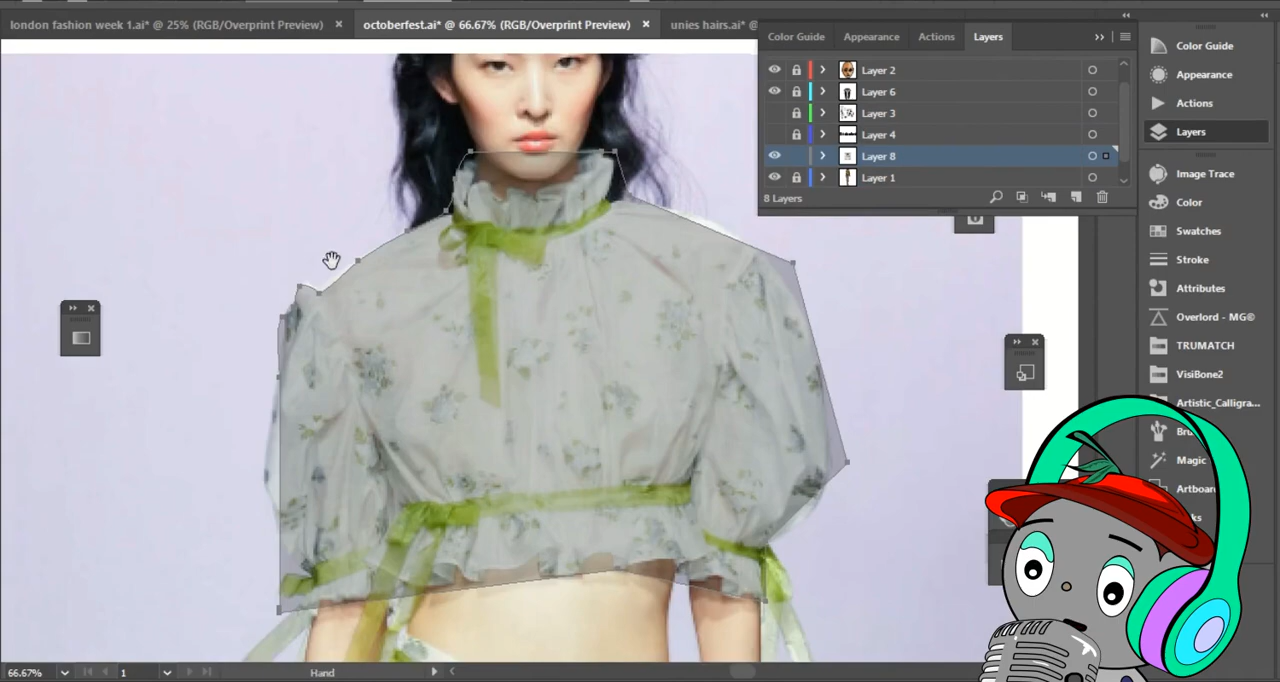 london fashion week 1.ai* @ 25% (RGB/Overprint Preview)
octoberfest.ai* @ 66.67% (RGB/Overprint Preview)
unies hairs.ai* @
Color Guide
Appearance
Actions
Layers
Layer 2
Layer 6
Layer 3
Layer 4
Layer 8
Layer 1
8 Layers
Color Guide
Appearance
Actions
Layers
Image Trace
Color
Swatches
Stroke
Attributes
Overlord - MG®
TRUMATCH
VisiBone2
Artistic_Calligra...
Magic
66.67%
1
Hand